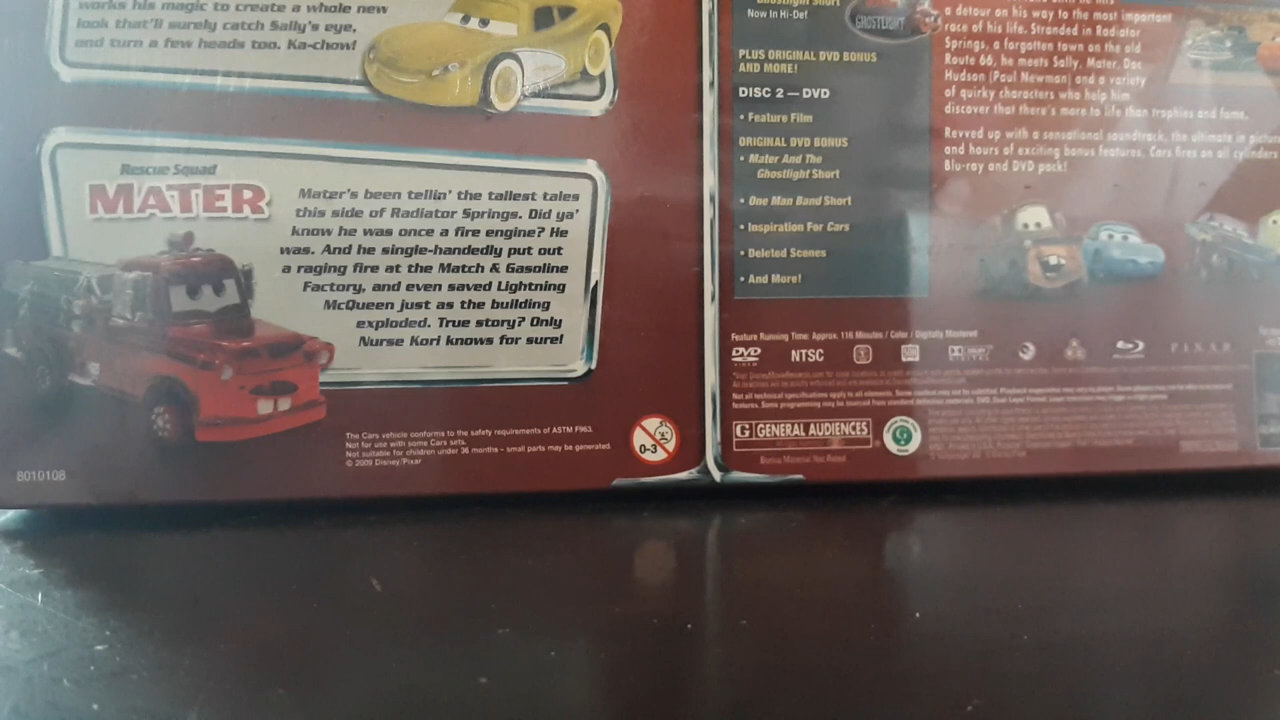 works his magic to create a whole new
look that'll surely catch Sally's eye,
and turn a few heads too. Ka-chow!
Rescue Squad
MATER
Mater's been tellin' the tallest tales
this side of Radiator Springs. Did ya'
know he was once a fire engine? He
was. And he single-handedly put out
a raging fire at the Match & Gasoline
Factory, and even saved Lightning
McQueen just as the building
exploded. True story? Only
Nurse Kori knows for sure!
The Cars vehicle conforms to the safety requirements of ASTM F963.
Not for use with some Cars sets.
Not suitable for children under 36 months – small parts may be generated.
© 2009 Disney/Pixar
0-3
8010108
Ghostlight Short
Now In Hi-Def
GHOSTLIGHT
PLUS ORIGINAL DVD BONUS
AND MORE!
DISC 2 — DVD
• Feature Film
ORIGINAL DVD BONUS
• Mater And The
Ghostlight Short
• One Man Band Short
• Inspiration For Cars
• Deleted Scenes
• And More!
a detour on his way to the most important
race of his life. Stranded in Radiator
Springs, a forgotten town on the old
Route 66, he meets Sally, Mater, Doc
Hudson (Paul Newman) and a variety
of quirky characters who help him
discover that there's more to life than trophies and fame.
Revved up with a sensational soundtrack, the ultimate in
and hours of exciting bonus features, Cars fires on all cylinders
Blu-ray and DVD pack!
Feature Running Time: Approx. 116 Minutes / Color / Digitally Mastered
DVD
NTSC
Blu-ray
PIXAR
G GENERAL AUDIENCES
G
Bonus Material Not Rated